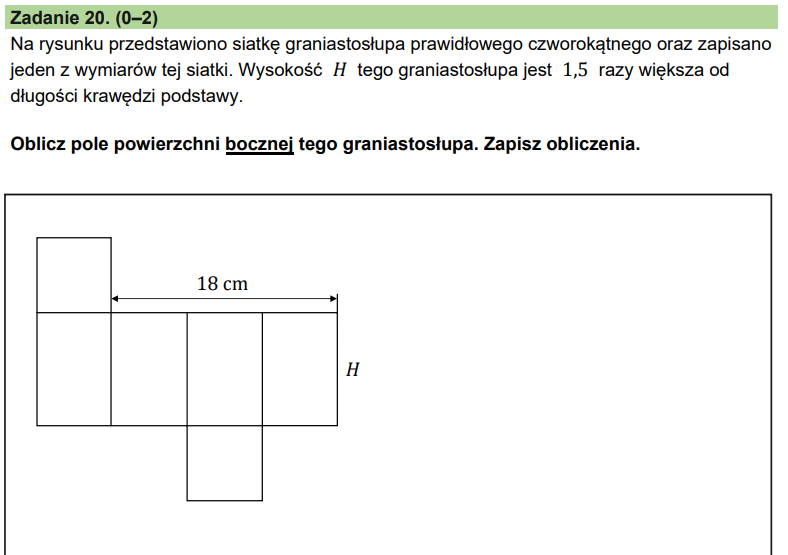 Zadanie 20. (0–2)
Na rysunku przedstawiono siatkę graniastosłupa prawidłowego czworokątnego oraz zapisano
jeden z wymiarów tej siatki. Wysokość H tego graniastosłupa jest 1,5 razy większa od
długości krawędzi podstawy.
Oblicz pole powierzchni bocznej tego graniastosłupa. Zapisz obliczenia.
18 cm
H